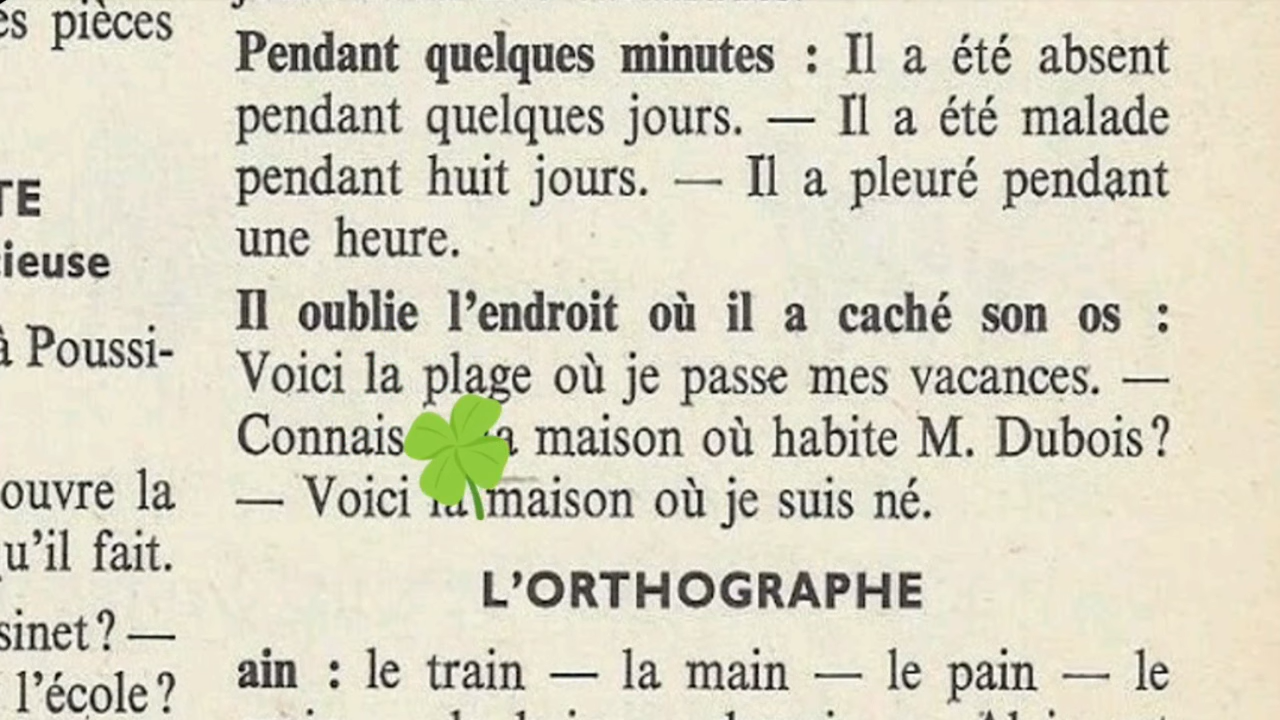 es pièces
TE
cieuse
à Poussi-
ouvre la
u'il fait.
sinet ? —
l'école ?
Pendant quelques minutes : Il a été absent
pendant quelques jours. — Il a été malade
pendant huit jours. — Il a pleuré pendant
une heure.
Il oublie l'endroit où il a caché son os :
Voici la plage où je passe mes vacances. —
Connais maison où habite M. Dubois ?
— Voici la maison où je suis né.
L'ORTHOGRAPHE
ain : le train — la main — le pain — le